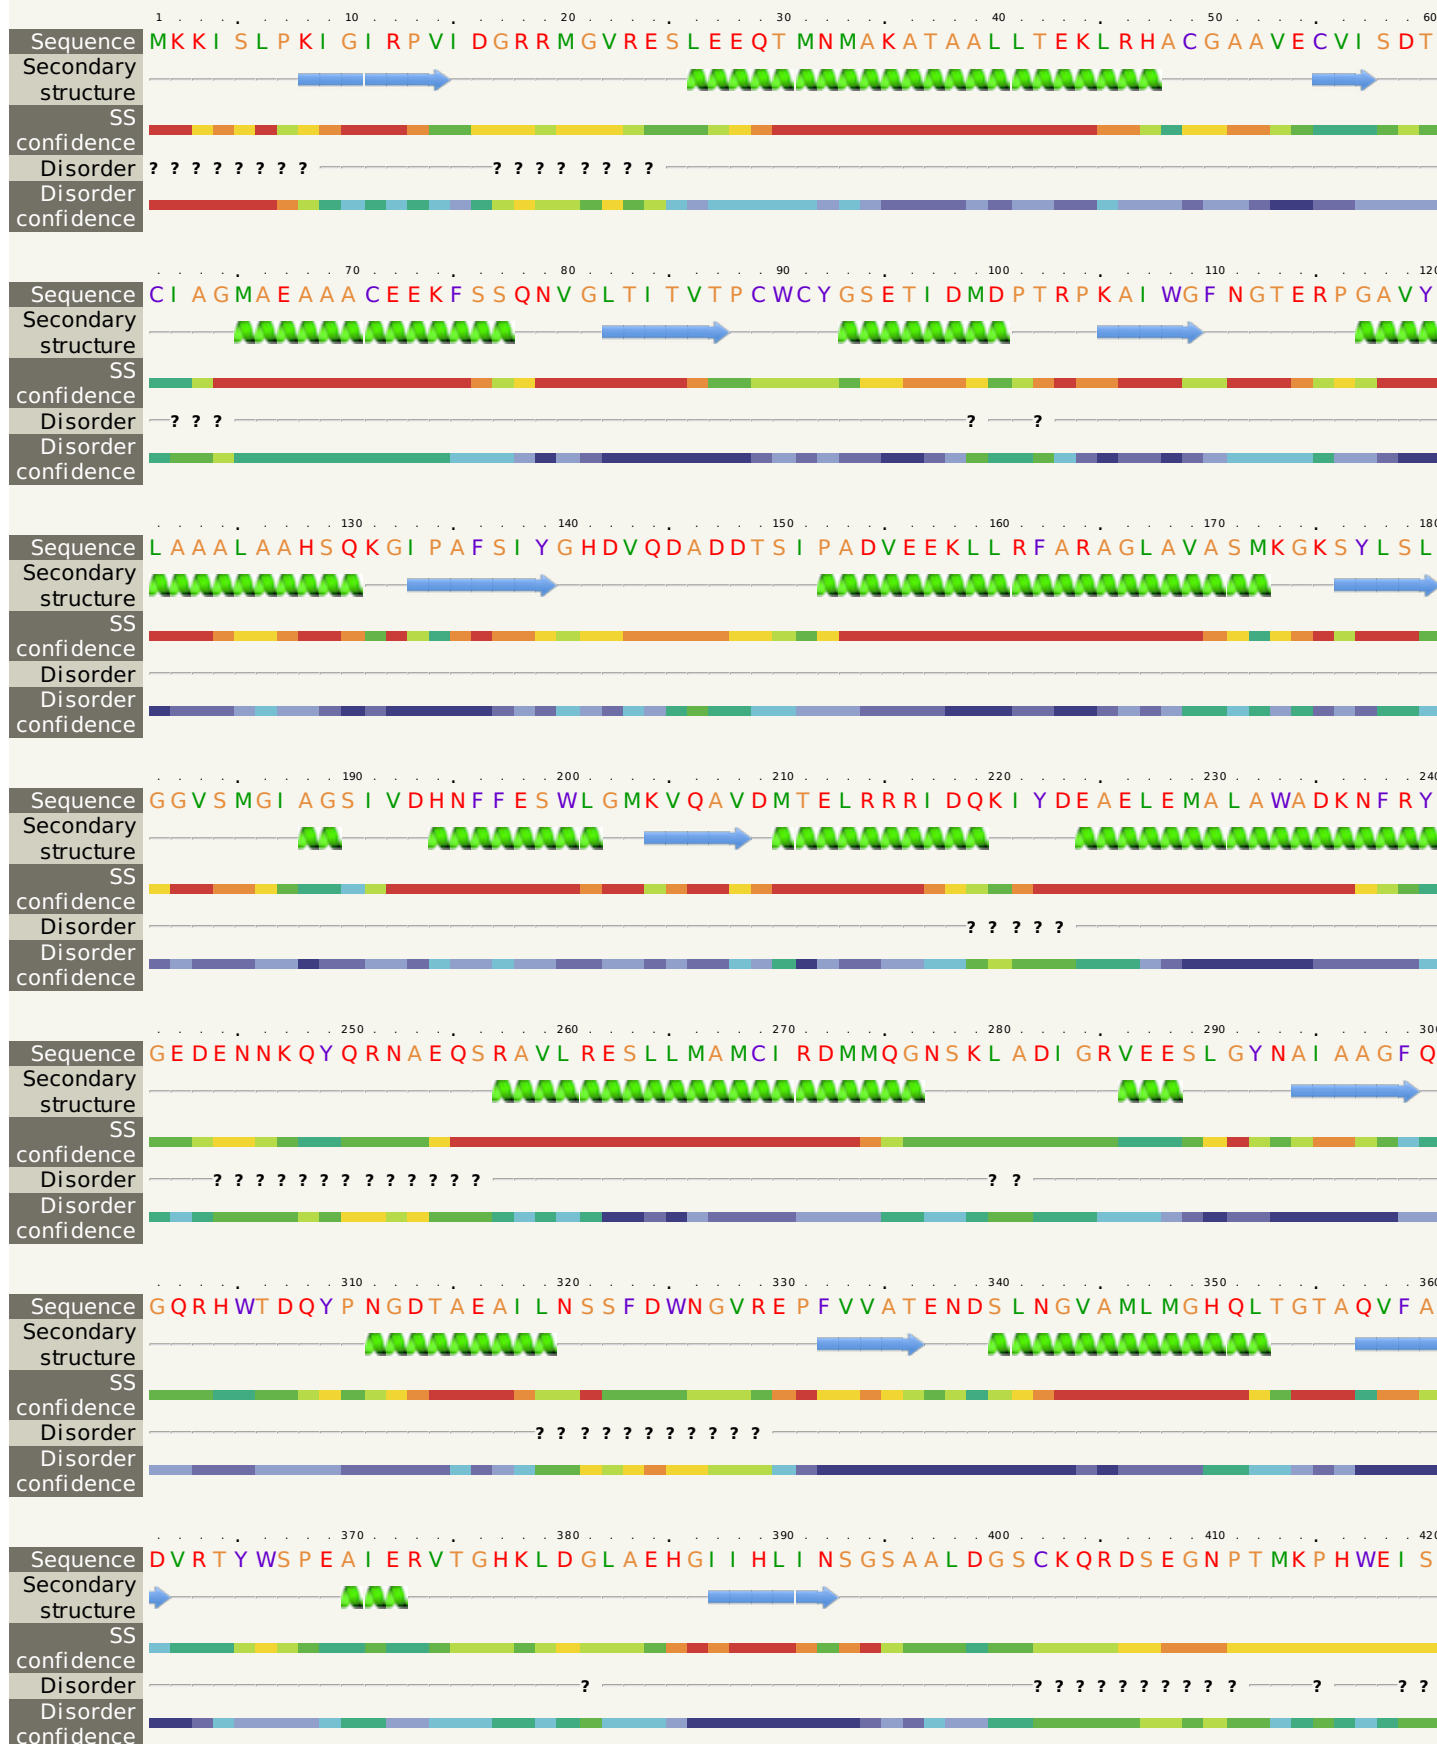 1 10 20 30 40 50 60
Sequence MKKISLPKIGIRPVIDGRRMGVRESLEEQTMNMAKATAALLTEKLRHACGAAVECVISDT
Secondary
structure
SS
confidence
Disorder ? ? ? ? ? ? ? ? ? ? ? ? ? ? ? ?
Disorder
confidence
70 80 90 100 110 120
Sequence CIAGMAEAAACEEKFSSQNVGLTITVTPCWCYGSETIDMDPTRPKAIWGFNGTERPGAVY
Secondary
structure
SS
confidence
Disorder ? ? ? ? ?
Disorder
confidence
130 140 150 160 170 180
Sequence LAAALAAHSQKGIPAFSIYGHDVQDADDTSIPADVEEKLLRFARAGLAVASMKGKSYLSL
Secondary
structure
SS
confidence
Disorder
Disorder
confidence
190 200 210 220 230 240
Sequence GGVSMGIAGSIVDHNFFESWLGMKVQAVDMTELRRRIDQKIYDEAELEMALAWADKNFRY
Secondary
structure
SS
confidence
Disorder ? ? ? ? ?
Disorder
confidence
250 260 270 280 290 300
Sequence GEDENNKQYQRNAEQSRAVLRESLLMAMCIRDMMQGNSKLADIGRVEESLGYNAIAAGFQ
Secondary
structure
SS
confidence
Disorder ? ? ? ? ? ? ? ? ? ? ? ? ? ? ?
Disorder
confidence
310 320 330 340 350 360
Sequence GQRHWTDQYPNGDTAEAILNSSFDWNGVREPFVVATENDSLNGVAMLMGHQLTGTAQVFA
Secondary
structure
SS
confidence
Disorder ? ? ? ? ? ? ? ? ? ? ?
Disorder
confidence
370 380 390 400 410 420
Sequence DVRTYWSPEAIERVTGHKLDGLAEHGIIHLINSGSAALDGSCKQRDSEGNPTMKPHWEIS
Secondary
structure
SS
confidence
Disorder ? ? ? ? ? ? ? ? ? ? ? ? ? ?
Disorder
confidence